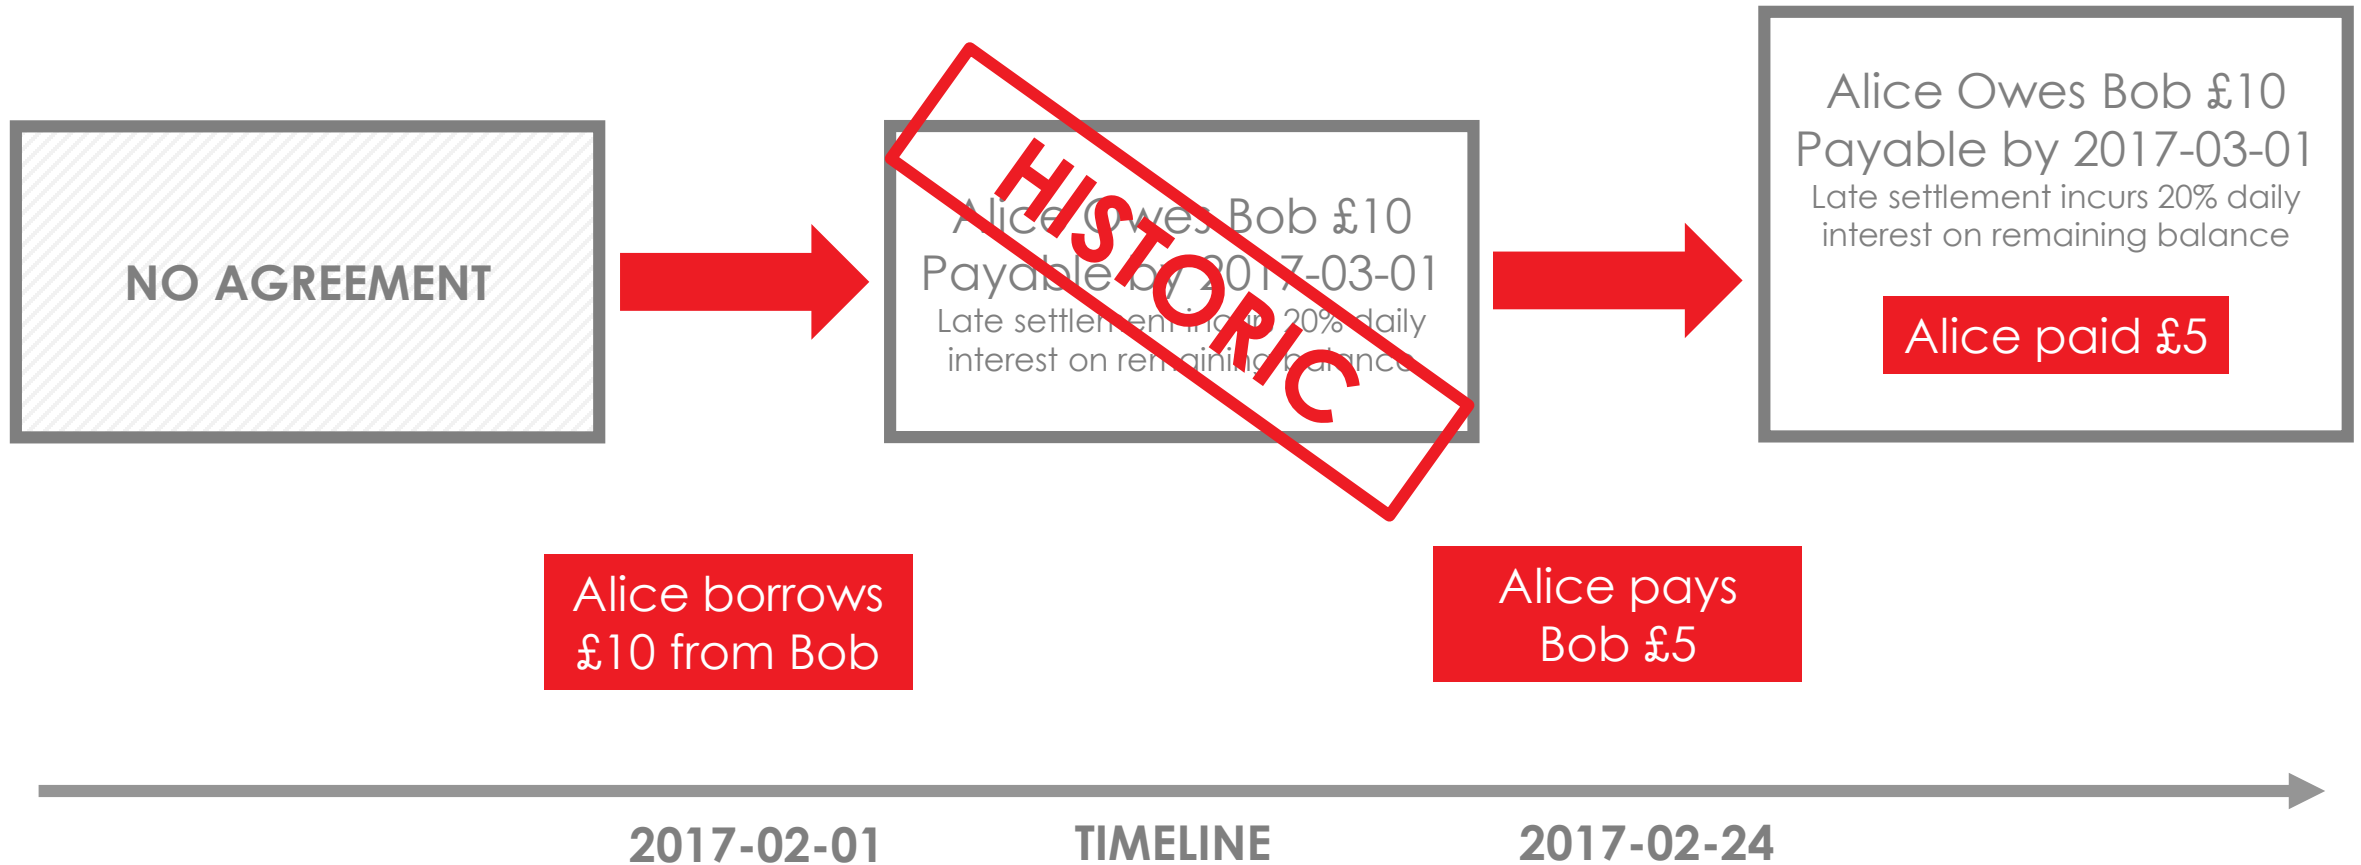 NO AGREEMENT
Alice Owes Bob £10
Payable by 2017-03-01
Late settlement incurs 20% daily
interest on remaining balance
HISTORIC
Alice Owes Bob £10
Payable by 2017-03-01
Late settlement incurs 20% daily
interest on remaining balance
Alice paid £5
Alice borrows
£10 from Bob
Alice pays
Bob £5
2017-02-01
TIMELINE
2017-02-24